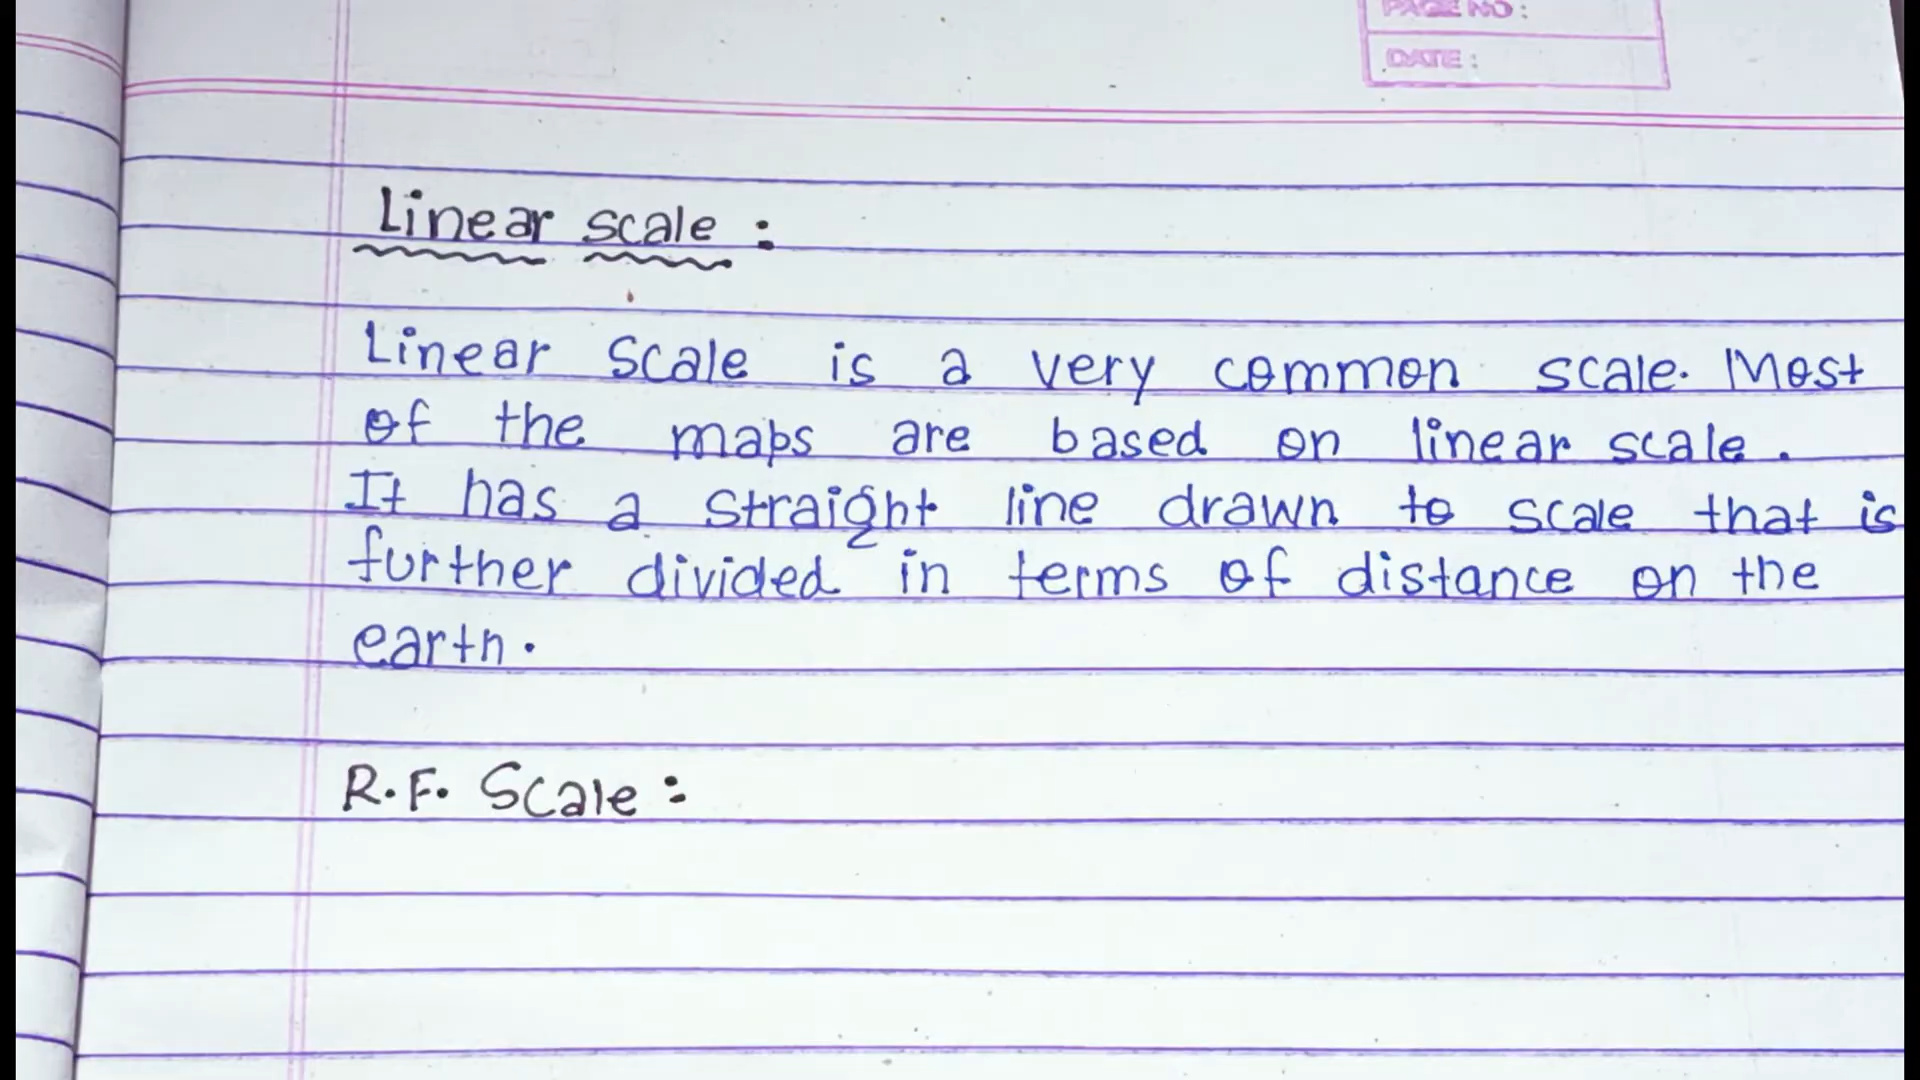 PAGE NO:
DATE:
Linear scale:
Linear Scale is a very common scale. Most
of the maps are based on linear scale.
It has a straight line drawn to scale that is
further divided in terms of distance on the
earth.
R.F. Scale: